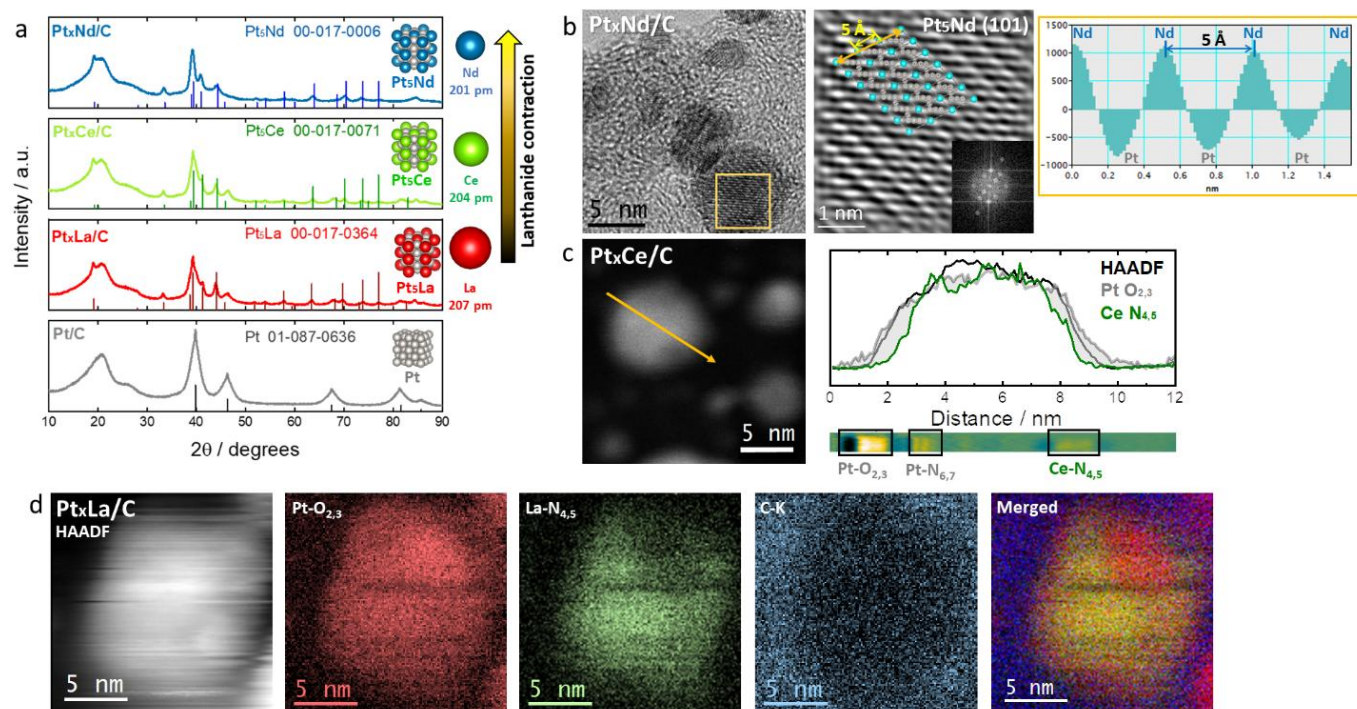 a
Intensity / a.u.
PtxNd/C
Pt₅Nd 00-017-0006
Pt₅Nd
Nd
201 pm
PtxCe/C
Pt₅Ce 00-017-0071
Pt₅Ce
Ce
204 pm
PtxLa/C
Pt₅La 00-017-0364
Pt₅La
La
207 pm
Pt/C
Pt 01-087-0636
Pt
10 20 30 40 50 60 70 80 90
2θ / degrees
Lanthanide contraction
b
PtxNd/C
5 nm
Pt₅Nd (101)
5 Å
1 nm
Nd Nd Nd Nd
5 Å
1500
1000
500
0
-500
-1000
Pt Pt Pt
0.0 0.2 0.4 0.6 0.8 1.0 1.2 1.4
nm
c
PtxCe/C
5 nm
HAADF
Pt O₂,₃
Ce N₄,₅
0 2 4 6 8 10 12
Distance / nm
Pt-O₂,₃
Pt-N₆,₇
Ce-N₄,₅
d
PtxLa/C
HAADF
5 nm
Pt-O₂,₃
5 nm
La-N₄,₅
5 nm
C-K
5 nm
Merged
5 nm